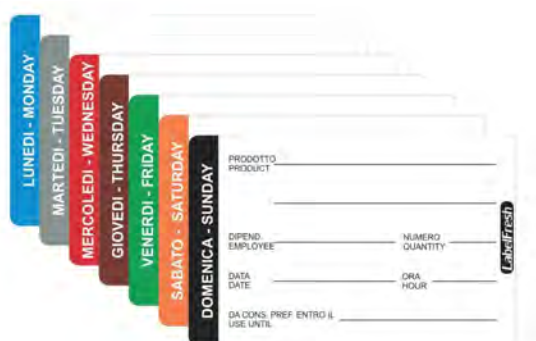 LUNEDI - MONDAY
MARTEDI - TUESDAY
MERCOLEDI - WEDNESDAY
GIOVEDI - THURSDAY
VENERDI - FRIDAY
SABATO - SATURDAY
DOMENICA - SUNDAY
PRODOTTO
PRODUCT
DIPEND.
EMPLOYEE
NUMERO
QUANTITY
DATA
DATE
ORA
HOUR
DA CONS. PREF. ENTRO IL
USE UNTIL
LabelFresh